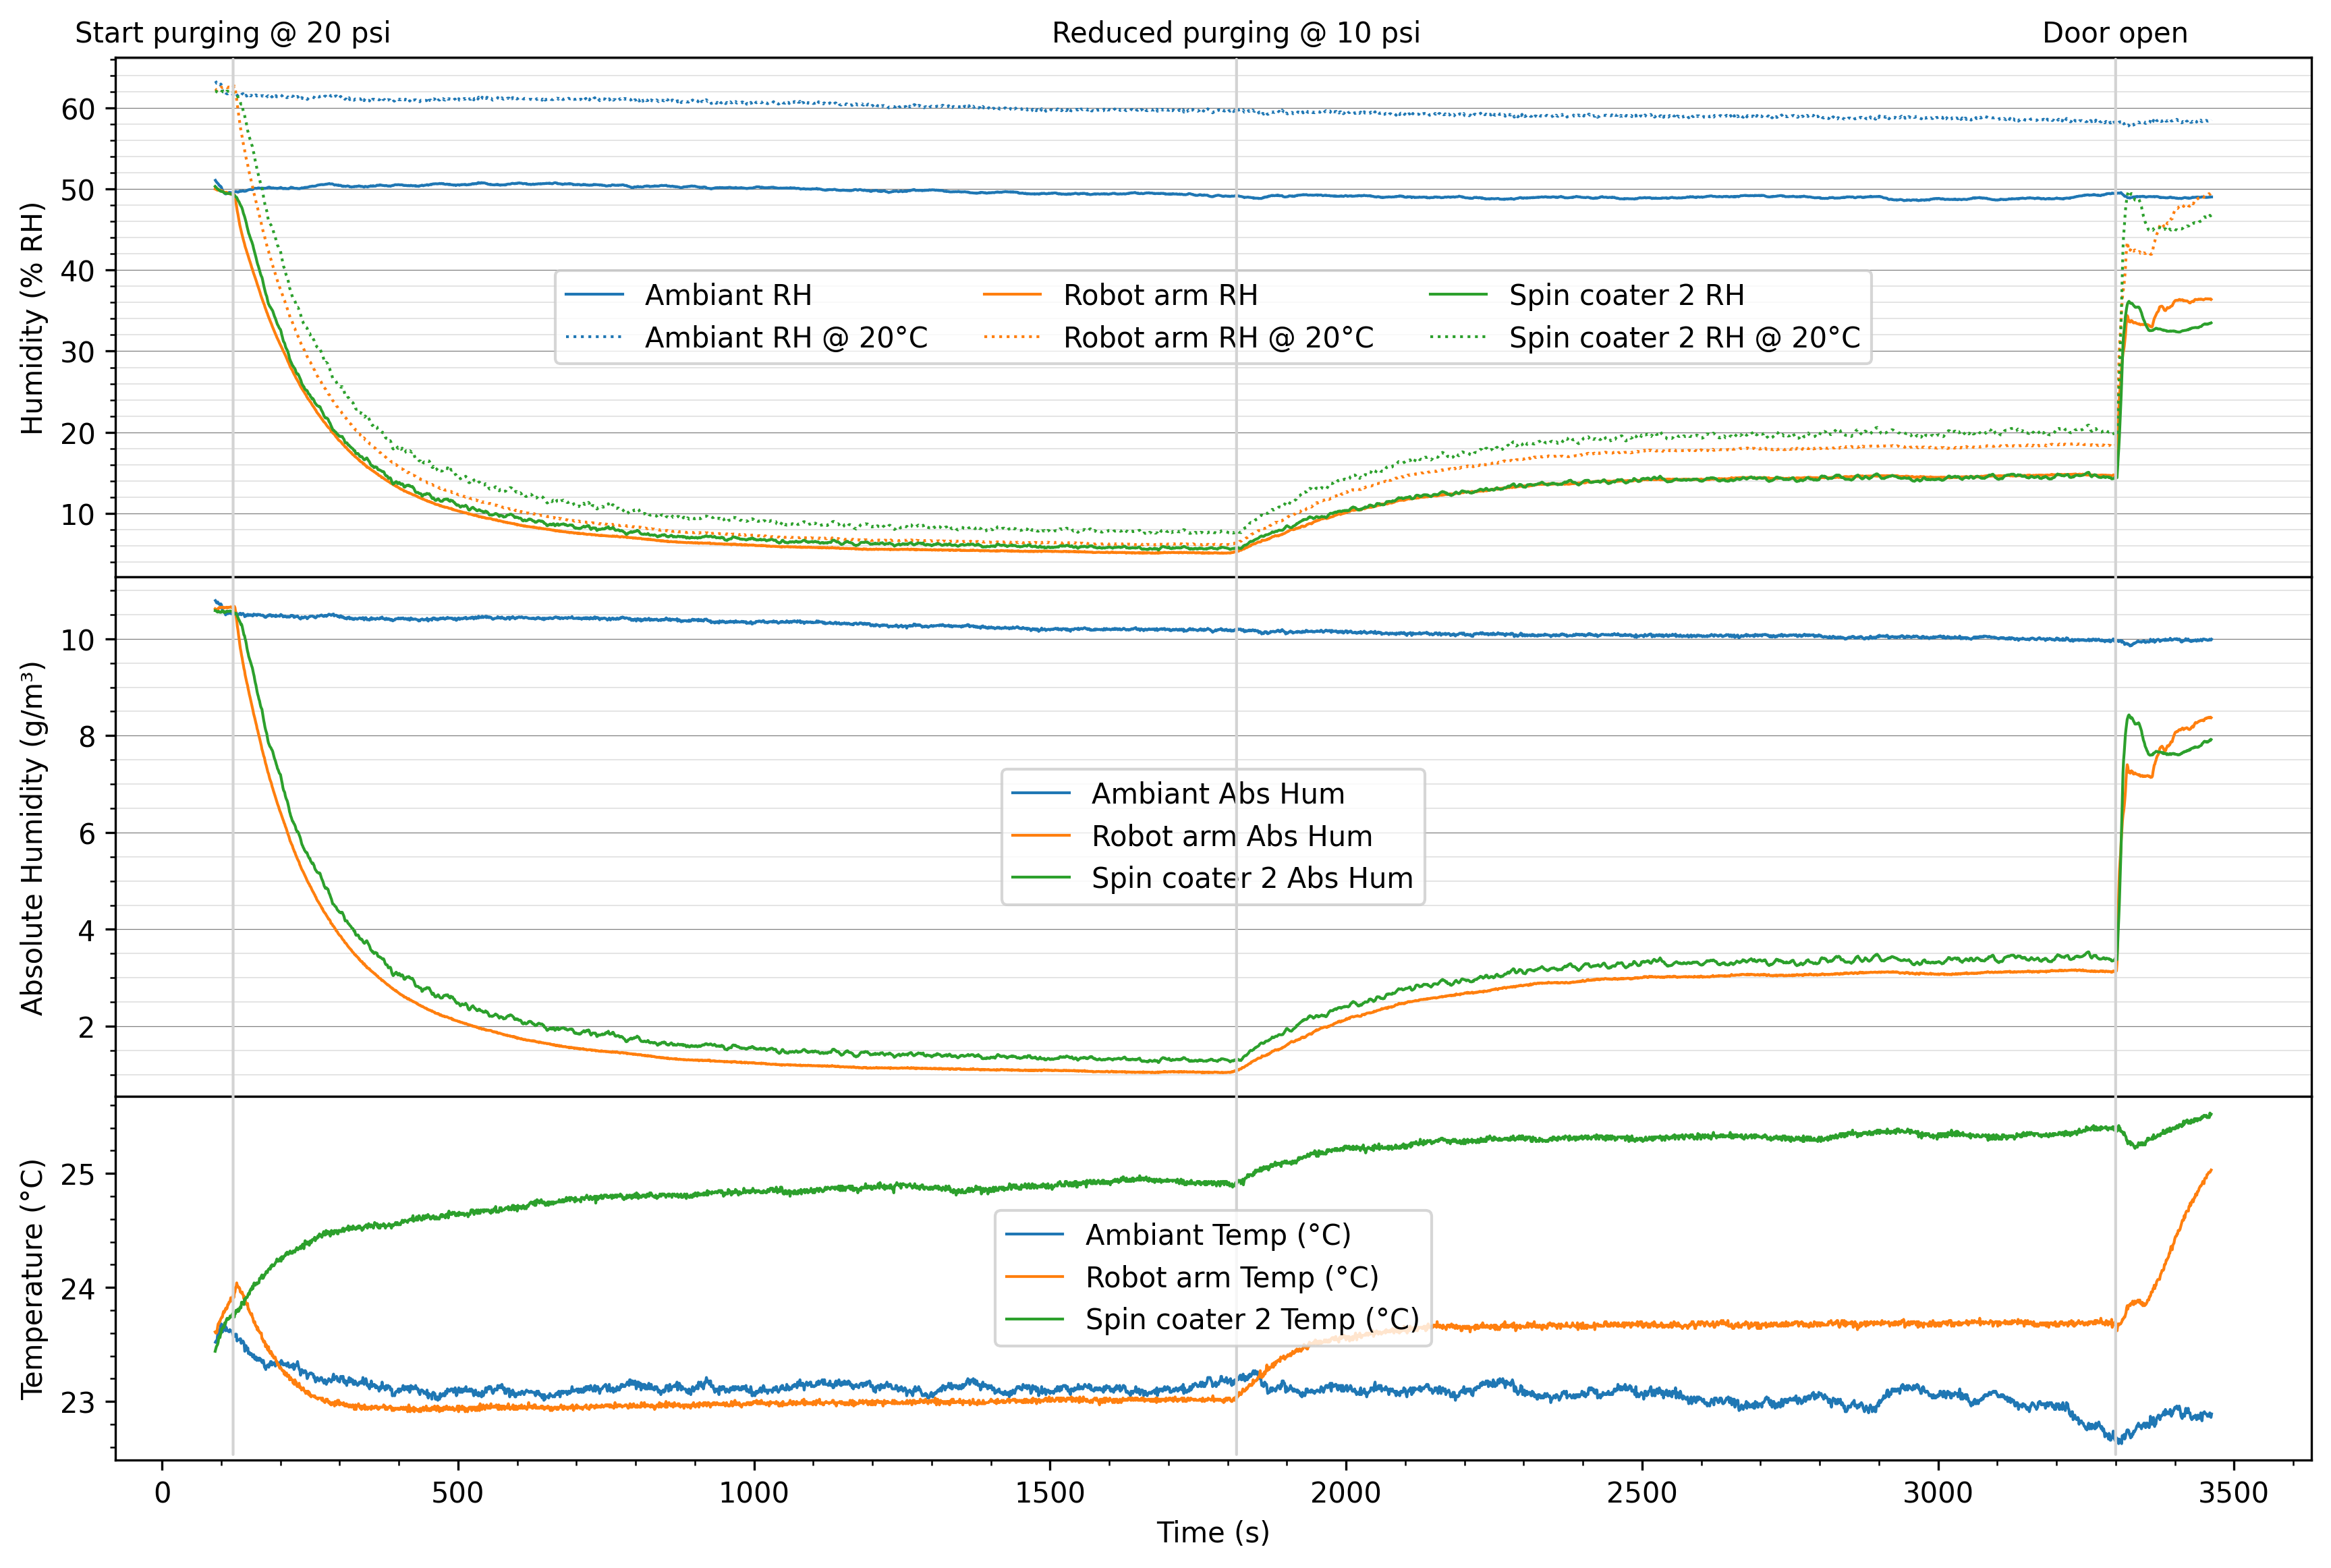 Start purging @ 20 psi
Reduced purging @ 10 psi
Door open
Humidity (% RH)
60
50
40
30
20
10
Ambiant RH
Robot arm RH
Spin coater 2 RH
Ambiant RH @ 20°C
Robot arm RH @ 20°C
Spin coater 2 RH @ 20°C
Absolute Humidity (g/m³)
10
8
6
4
2
Ambiant Abs Hum
Robot arm Abs Hum
Spin coater 2 Abs Hum
Temperature (°C)
25
24
23
Ambiant Temp (°C)
Robot arm Temp (°C)
Spin coater 2 Temp (°C)
0
500
1000
1500
2000
2500
3000
3500
Time (s)